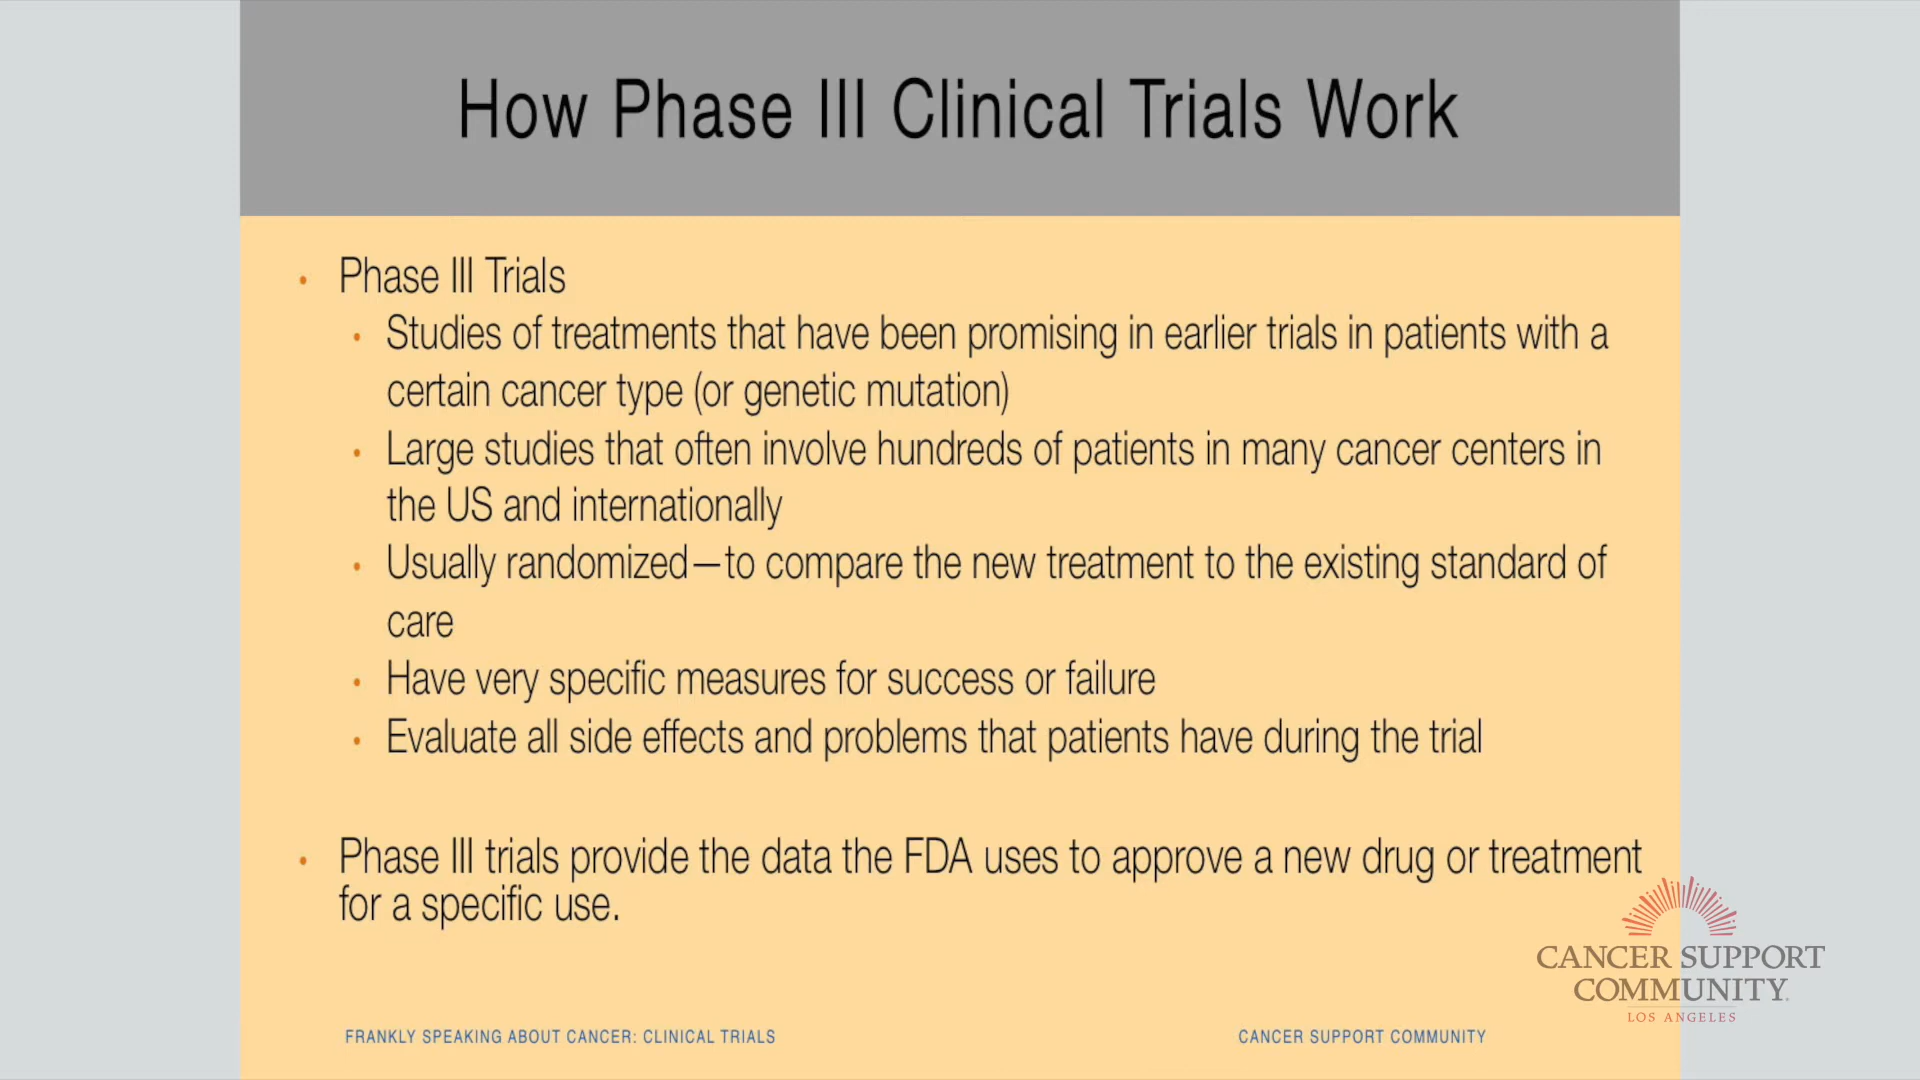 How Phase III Clinical Trials Work
• Phase III Trials
• Studies of treatments that have been promising in earlier trials in patients with a
certain cancer type (or genetic mutation)
• Large studies that often involve hundreds of patients in many cancer centers in
the US and internationally
• Usually randomized—to compare the new treatment to the existing standard of
care
• Have very specific measures for success or failure
• Evaluate all side effects and problems that patients have during the trial
• Phase III trials provide the data the FDA uses to approve a new drug or treatment
for a specific use.
CANCER SUPPORT
COMMUNITY
LOS ANGELES
FRANKLY SPEAKING ABOUT CANCER: CLINICAL TRIALS
CANCER SUPPORT COMMUNITY